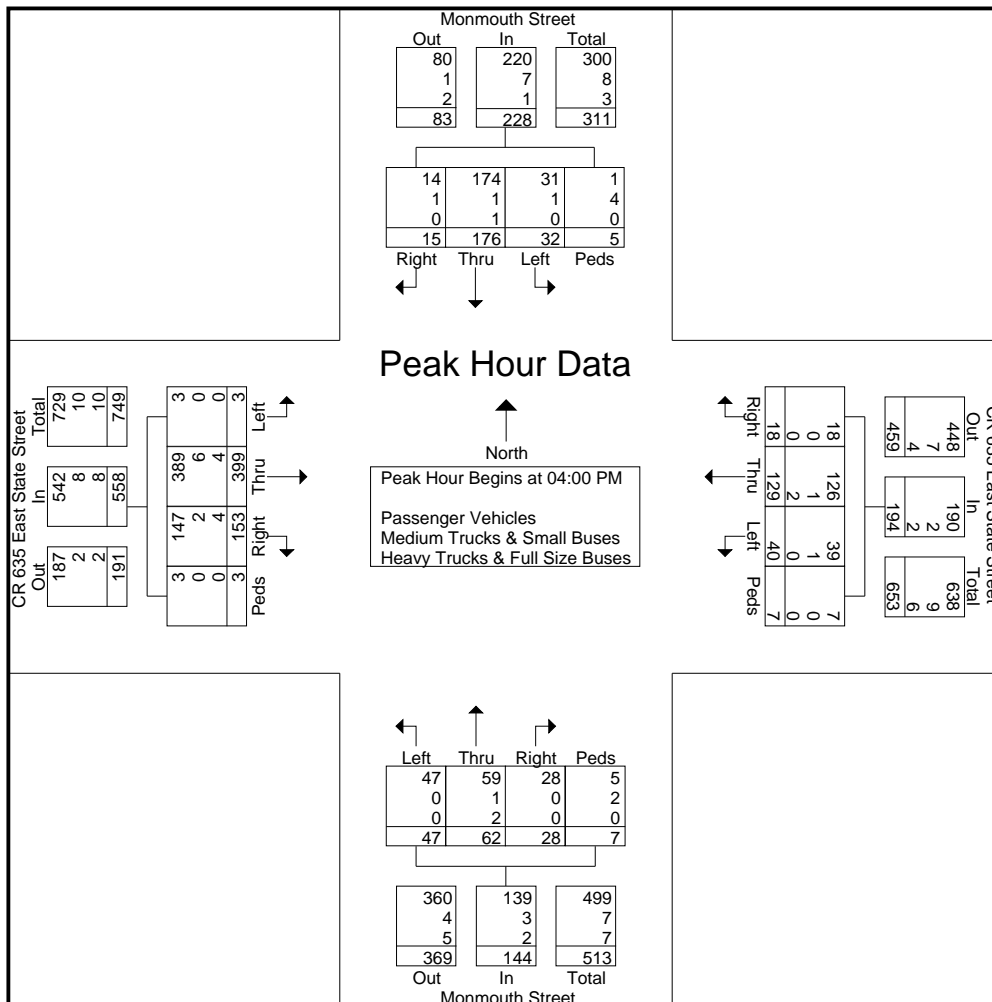 Monmouth Street
Out In Total
80 220 300
1 7 8
2 1 3
83 228 311
14 174 31 1
1 1 1 4
0 1 0 0
15 176 32 5
Right Thru Left Peds
Peak Hour Data
North
Peak Hour Begins at 04:00 PM
Passenger Vehicles
Medium Trucks & Small Buses
Heavy Trucks & Full Size Buses
CR 635 East State Street
Out In Total
187 542 729
2 8 10
2 8 10
191 558 749
Peds Right Thru Left
3 147 389 3
0 2 6 0
0 4 4 0
3 153 399 3
CR 635 East State Street
Out In Total
448 190 638
7 2 9
4 2 6
459 194 653
Right Thru Left Peds
18 126 39 7
0 1 1 0
0 2 0 0
18 129 40 7
Left Thru Right Peds
47 59 28 5
0 1 0 2
0 2 0 0
47 62 28 7
360 139 499
4 3 7
5 2 7
369 144 513
Out In Total
Monmouth Street